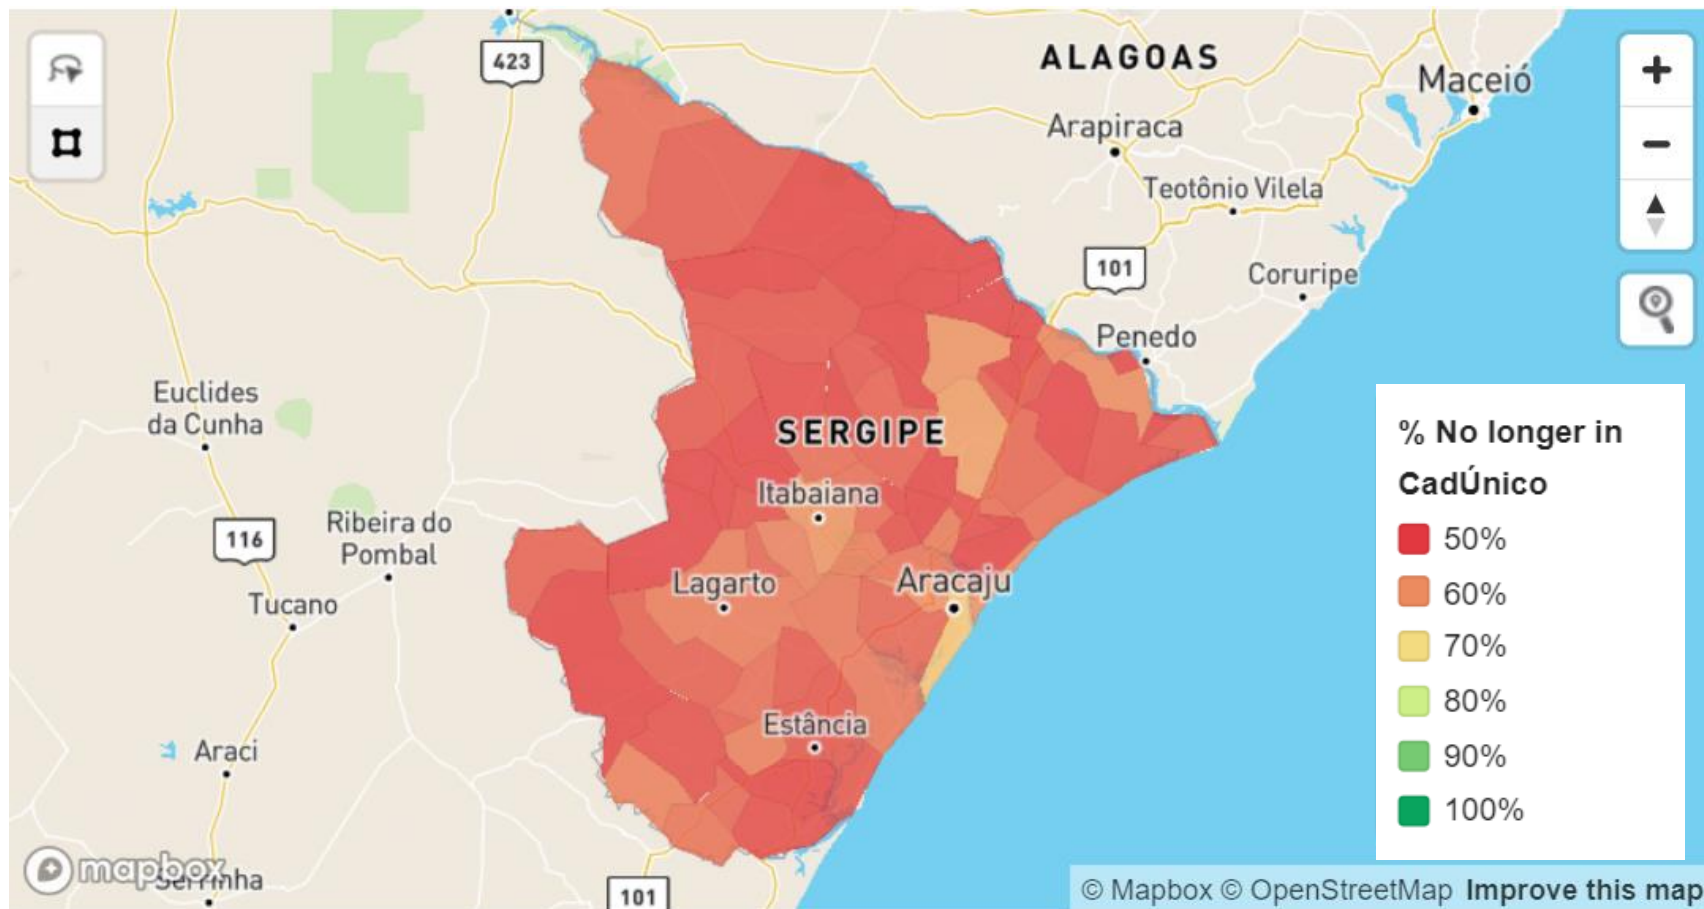 423
ALAGOAS
Maceió
Arapiraca
Teotônio Vilela
101
Coruripe
Penedo
Euclides
da Cunha
SERGIPE
% No longer in
CadÚnico
50%
60%
70%
80%
90%
100%
Itabaiana
116
Ribeira do
Pombal
Lagarto
Aracaju
Tucano
Estância
Araci
mapbox
Serrinha
101
© Mapbox © OpenStreetMap Improve this map